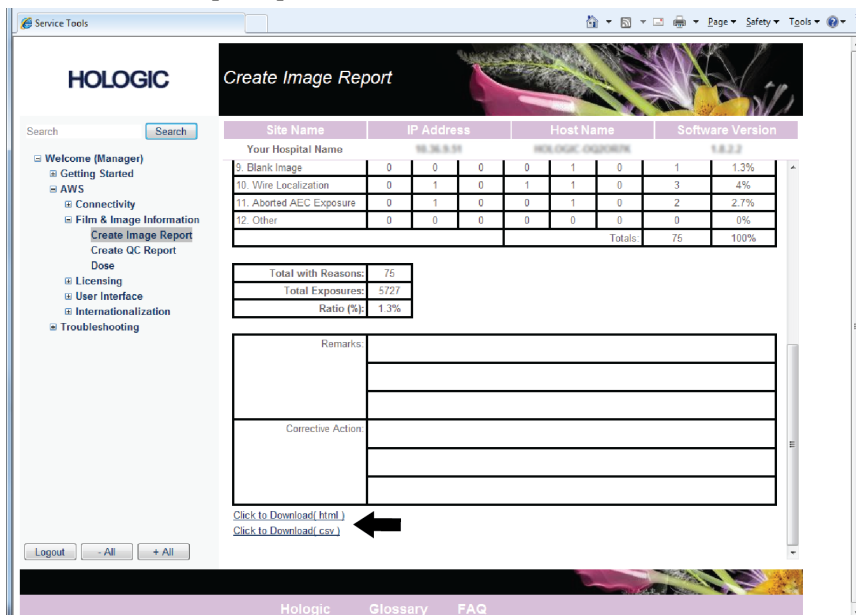 Service Tools
Page Safety Tools
HOLOGIC
Create Image Report
Search Search
Site Name IP Address Host Name Software Version
Your Hospital Name
Welcome (Manager)
Getting Started
AWS
Connectivity
Film & Image Information
Create Image Report
Create QC Report
Dose
Licensing
User Interface
Internationalization
Troubleshooting
9. Blank Image 0 0 0 0 1 0 1 1.3%
10. Wire Localization 0 1 0 1 1 0 3 4%
11. Aborted AEC Exposure 0 1 0 0 1 0 2 2.7%
12. Other 0 0 0 0 0 0 0 0%
Totals: 75 100%
Total with Reasons: 75
Total Exposures: 5727
Ratio (%): 1.3%
Remarks:
Corrective Action:
Click to Download( html )
Click to Download( csv )
Logout - All + All
Hologic Glossary FAQ